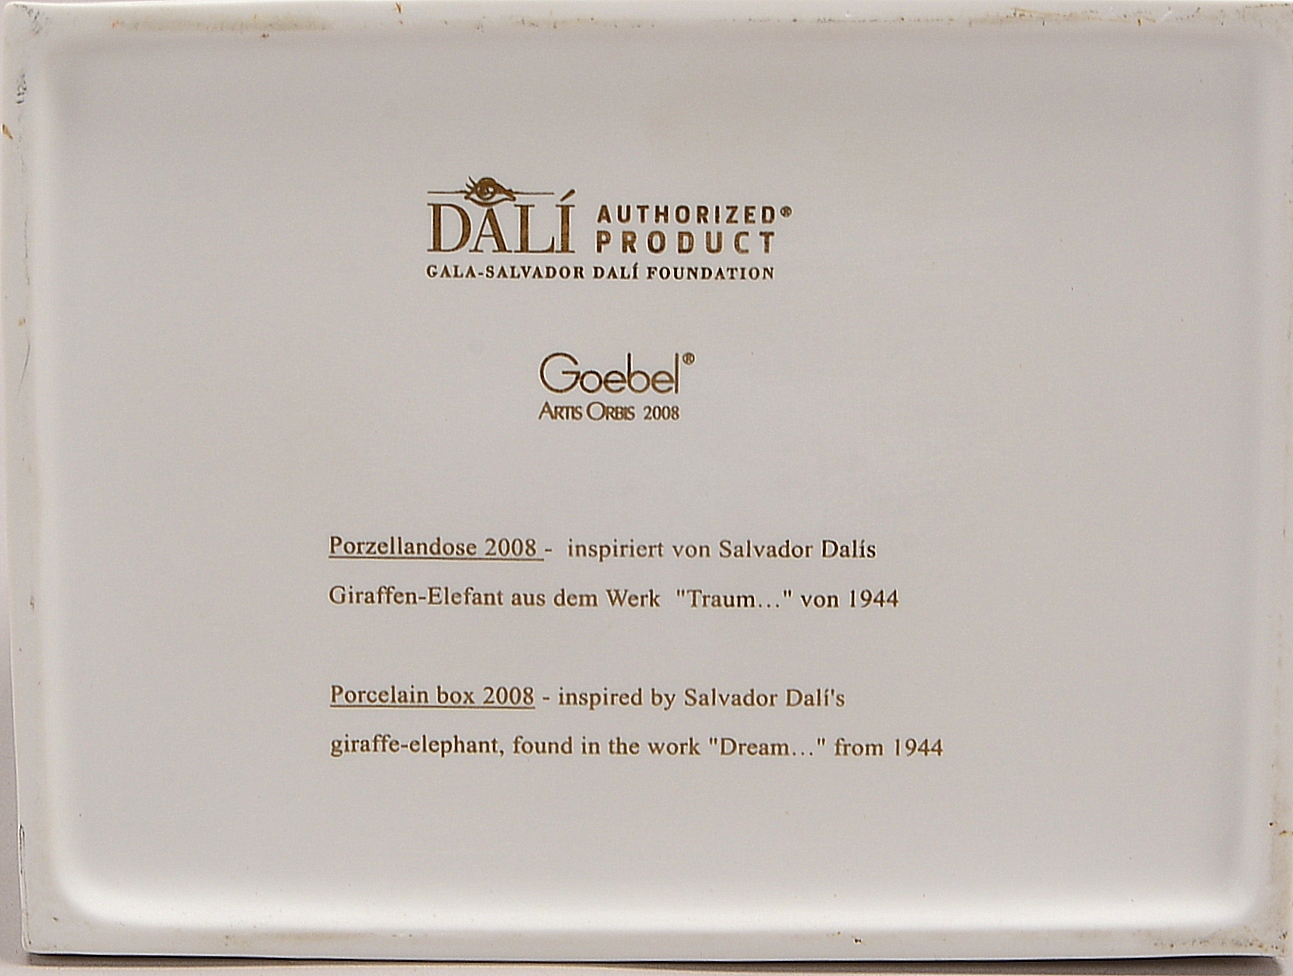 DALÍ AUTHORIZED®
PRODUCT
GALA-SALVADOR DALÍ FOUNDATION
Goebel®
ARTIS ORBIS 2008
Porzellandose 2008 - inspiriert von Salvador Dalís
Giraffen-Elefant aus dem Werk "Traum..." von 1944
Porcelain box 2008 - inspired by Salvador Dalí's
giraffe-elephant, found in the work "Dream..." from 1944